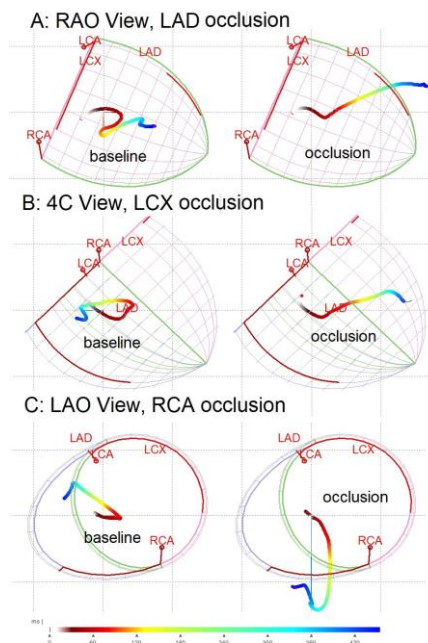 A: RAO View, LAD occlusion
LCA
LAD
LCX
RCA
baseline
LCA
LAD
LCX
RCA
occlusion
B: 4C View, LCX occlusion
RCA
LCX
LCA
LAD
baseline
RCA
LCX
LCA
LAD
occlusion
C: LAO View, RCA occlusion
LAD
LCX
LCA
baseline
RCA
LAD
LCX
LCA
occlusion
RCA
ms |
0
60